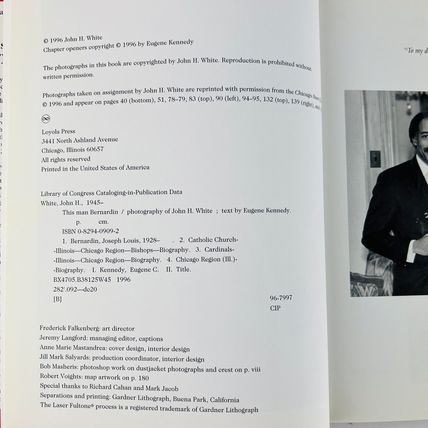 © 1996 John H. White
Chapter openers copyright © 1996 by Eugene Kennedy
The photographs in this book are copyrighted by John H. White. Reproduction is prohibited without
written permission.
Photographs taken on assignment by John H. White are reprinted with permission from the Chicago
© 1996 and appear on pages 40 (bottom), 51, 78–79, 83 (top), 90 (left), 94–95, 132 (top), 139 (right),
Loyola Press
3441 North Ashland Avenue
Chicago, Illinois 60657
All rights reserved
Printed in the United States of America
Library of Congress Cataloging-in-Publication Data
White, John H., 1945–
This man Bernardin / photography of John H. White ; text by Eugene Kennedy.
p. cm.
ISBN 0-8294-0909-2
1. Bernardin, Joseph Louis, 1928– . 2. Catholic Church-
-Illinois—Chicago Region—Bishops—Biography. 3. Cardinals-
-Illinois—Chicago Region—Biography. 4. Chicago Region (Ill.)-
-Biography. I. Kennedy, Eugene C. II. Title.
BX4705.B38125W45 1996
282'.092—dc20
[B] 96-7997
CIP
Frederick Falkenberg: art director
Jeremy Langford: managing editor, captions
Anne Marie Mastandrea: cover design, interior design
Jill Mark Salyards: production coordinator, interior design
Bob Masheris: photoshop work on dustjacket photographs and crest on p. viii
Robert Voights: map artwork on p. 180
Special thanks to Richard Cahan and Mark Jacob
Separations and printing: Gardner Lithograph, Buena Park, California
The Laser Fultone® process is a registered trademark of Gardner Lithograph
"To my d